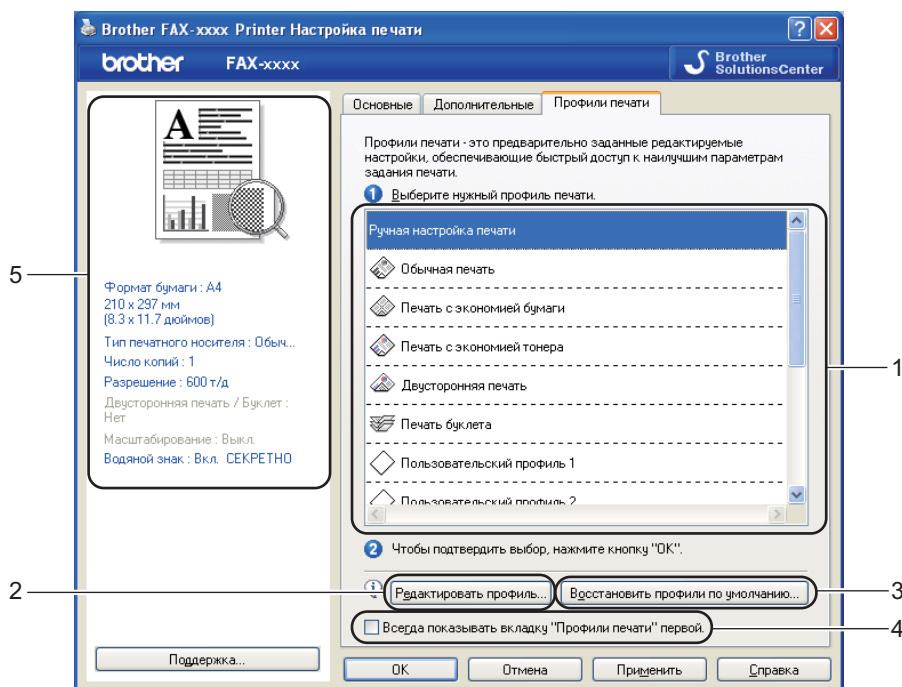 Brother FAX-xxxx Printer Настройка печати
brother FAX-xxxx
Brother
SolutionsCenter
A
Формат бумаги : A4
210 x 297 мм
(8.3 x 11.7 дюймов)
Тип печатного носителя : Обыч...
Число копий : 1
Разрешение : 600 т/д
Двусторонняя печать / Буклет :
Нет
Масштабирование : Выкл.
Водяной знак : Вкл. СЕКРЕТНО
Поддержка...
5
Основные Дополнительные Профили печати
Профили печати - это предварительно заданные редактируемые
настройки, обеспечивающие быстрый доступ к наилучшим параметрам
задания печати.
1 Выберите нужный профиль печати.
Ручная настройка печати
Обычная печать
Печать с экономией бумаги
Печать с экономией тонера
Двусторонняя печать
Печать буклета
Пользовательский профиль 1
Пользовательский профиль 2
1
2 Чтобы подтвердить выбор, нажмите кнопку "OK".
2
Редактировать профиль... Восстановить профили по умолчанию...
3
Всегда показывать вкладку "Профили печати" первой.
4
OK Отмена Применить Справка